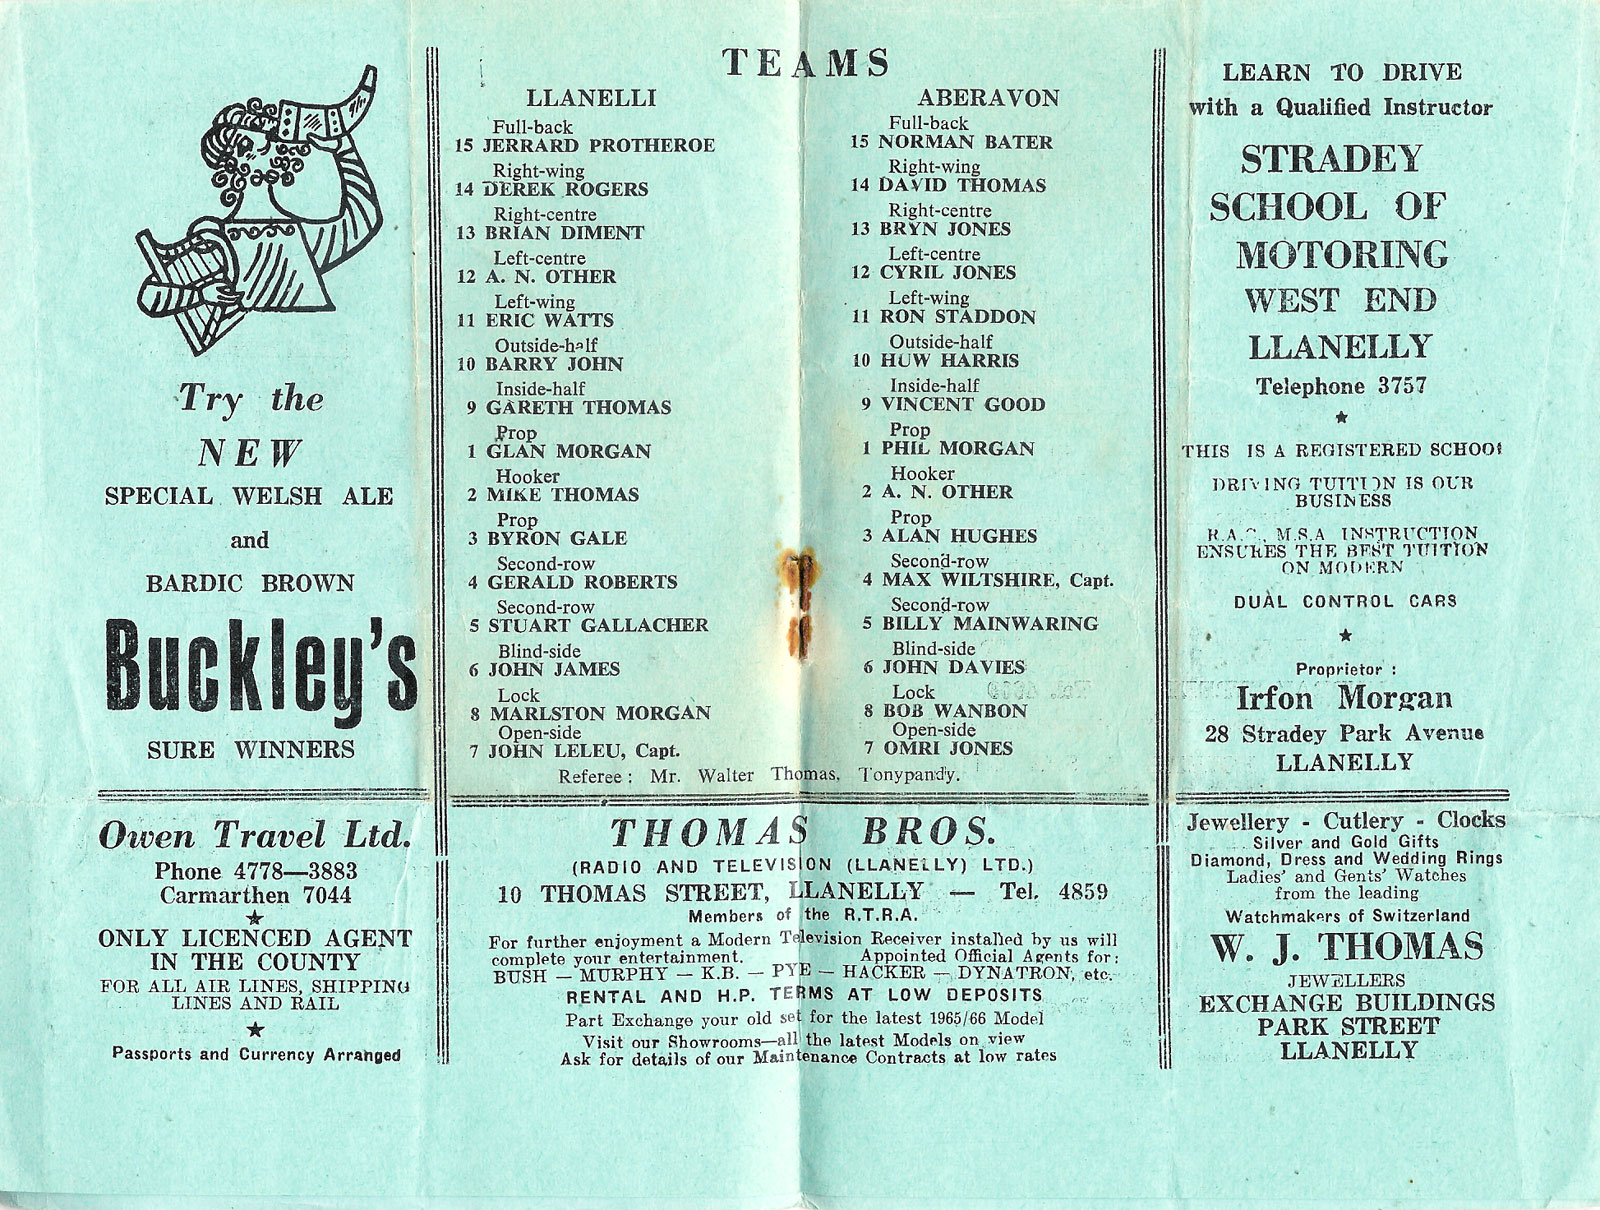 Try the
NEW
SPECIAL WELSH ALE
and
BARDIC BROWN
Buckley's
SURE WINNERS
Owen Travel Ltd.
Phone 4778—3883
Carmarthen 7044
ONLY LICENCED AGENT
IN THE COUNTY
FOR ALL AIR LINES, SHIPPING
LINES AND RAIL
Passports and Currency Arranged
TEAMS
LLANELLI
Full-back
15 JERRARD PROTHEROE
Right-wing
14 DEREK ROGERS
Right-centre
13 BRIAN DIMENT
Left-centre
12 A. N. OTHER
Left-wing
11 ERIC WATTS
Outside-half
10 BARRY JOHN
Inside-half
9 GARETH THOMAS
Prop
1 GLAN MORGAN
Hooker
2 MIKE THOMAS
Prop
3 BYRON GALE
Second-row
4 GERALD ROBERTS
Second-row
5 STUART GALLACHER
Blind-side
6 JOHN JAMES
Lock
8 MARLSTON MORGAN
Open-side
7 JOHN LELEU, Capt.
ABERAVON
Full-back
15 NORMAN BATER
Right-wing
14 DAVID THOMAS
Right-centre
13 BRYN JONES
Left-centre
12 CYRIL JONES
Left-wing
11 RON STADDON
Outside-half
10 HUW HARRIS
Inside-half
9 VINCENT GOOD
Prop
1 PHIL MORGAN
Hooker
2 A. N. OTHER
Prop
3 ALAN HUGHES
Second-row
4 MAX WILTSHIRE, Capt.
Second-row
5 BILLY MAINWARING
Blind-side
6 JOHN DAVIES
Lock
8 BOB WANBON
Open-side
7 OMRI JONES
Referee : Mr. Walter Thomas, Tonypandy.
THOMAS BROS.
(RADIO AND TELEVISION (LLANELLY) LTD.)
10 THOMAS STREET, LLANELLY — Tel. 4859
Members of the R.T.R.A.
For further enjoyment a Modern Television Receiver installed by us will
complete your entertainment. Appointed Official Agents for:
BUSH — MURPHY — K.B. — PYE — HACKER — DYNATRON, etc.
RENTAL AND H.P. TERMS AT LOW DEPOSITS
Part Exchange your old set for the latest 1965/66 Model
Visit our Showrooms—all the latest Models on view
Ask for details of our Maintenance Contracts at low rates
LEARN TO DRIVE
with a Qualified Instructor
STRADEY
SCHOOL OF
MOTORING
WEST END
LLANELLY
Telephone 3757
THIS IS A REGISTERED SCHOOL
DRIVING TUITION IS OUR
BUSINESS
R.A.C., M.S.A INSTRUCTION
ENSURES THE BEST TUITION
ON MODERN
DUAL CONTROL CARS
Proprietor :
Irfon Morgan
28 Stradey Park Avenue
LLANELLY
Jewellery - Cutlery - Clocks
Silver and Gold Gifts
Diamond, Dress and Wedding Rings
Ladies' and Gents' Watches
from the leading
Watchmakers of Switzerland
W. J. THOMAS
JEWELLERS
EXCHANGE BUILDINGS
PARK STREET
LLANELLY